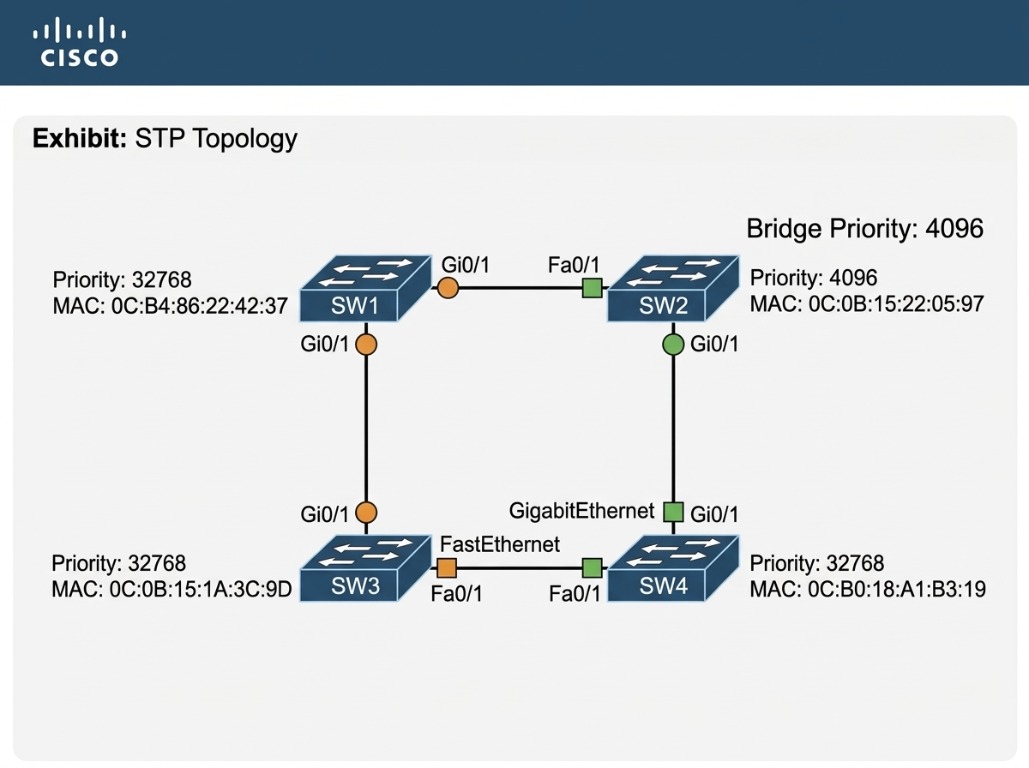 CISCO
Exhibit: STP Topology
Bridge Priority: 4096
Priority: 32768
MAC: 0C:B4:86:22:42:37
SW1
Gi0/1
Fa0/1
SW2
Priority: 4096
MAC: 0C:0B:15:22:05:97
Gi0/1
Gi0/1
Gi0/1
GigabitEthernet
Gi0/1
Priority: 32768
MAC: 0C:0B:15:1A:3C:9D
SW3
FastEthernet
Fa0/1
Fa0/1
SW4
Priority: 32768
MAC: 0C:B0:18:A1:B3:19